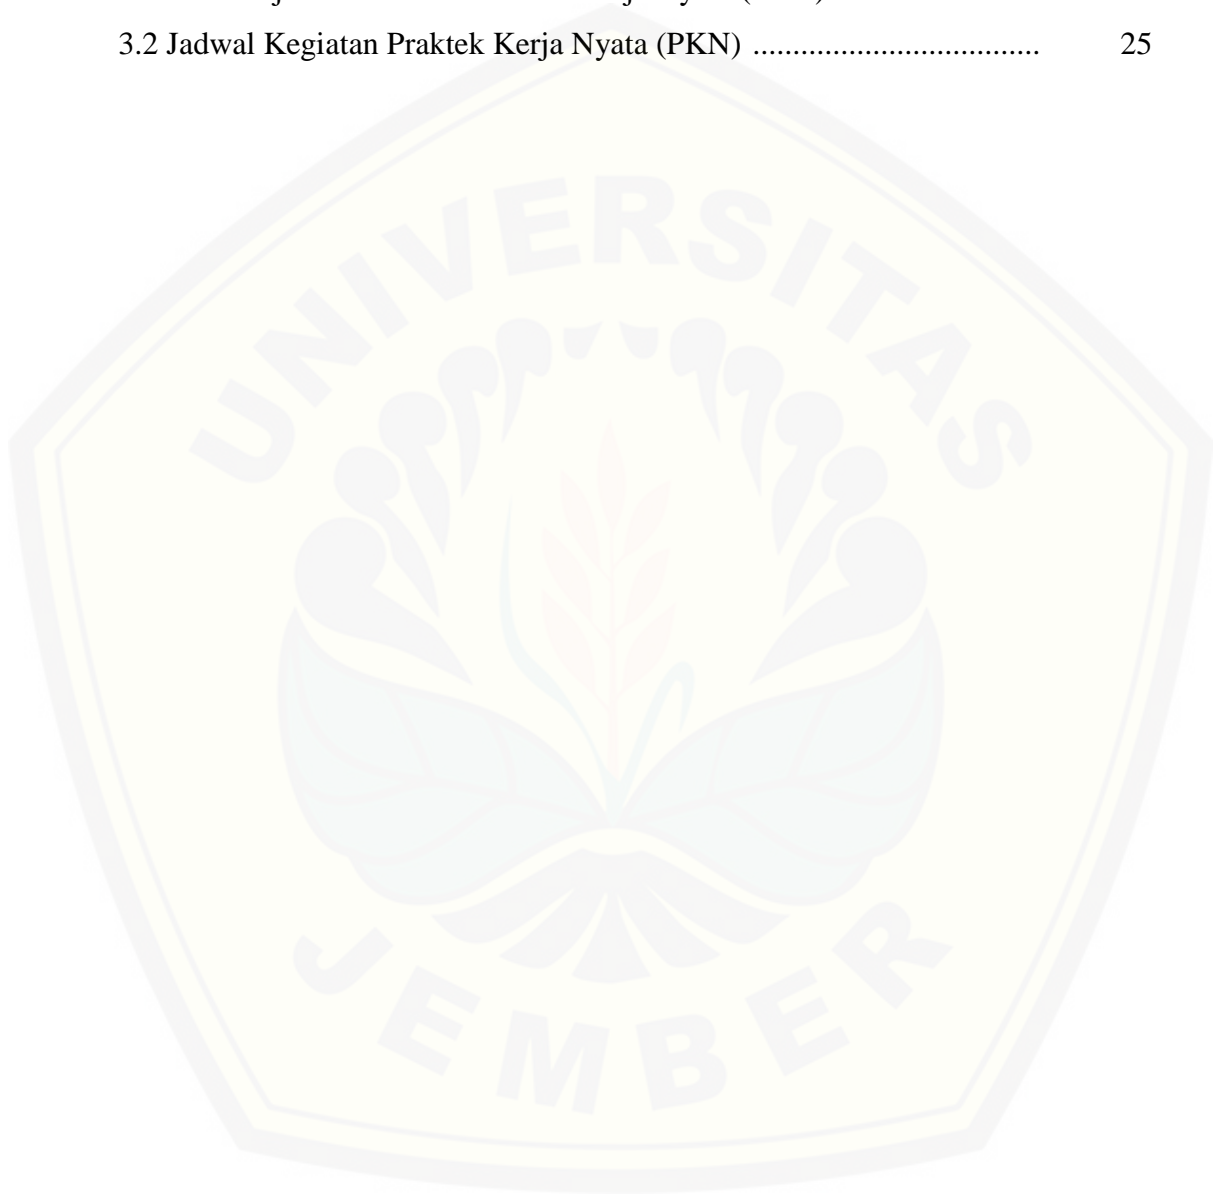 3.2 Jadwal Kegiatan Praktek Kerja Nyata (PKN) .................................... 25
UNIVERSITAS
JEMBER